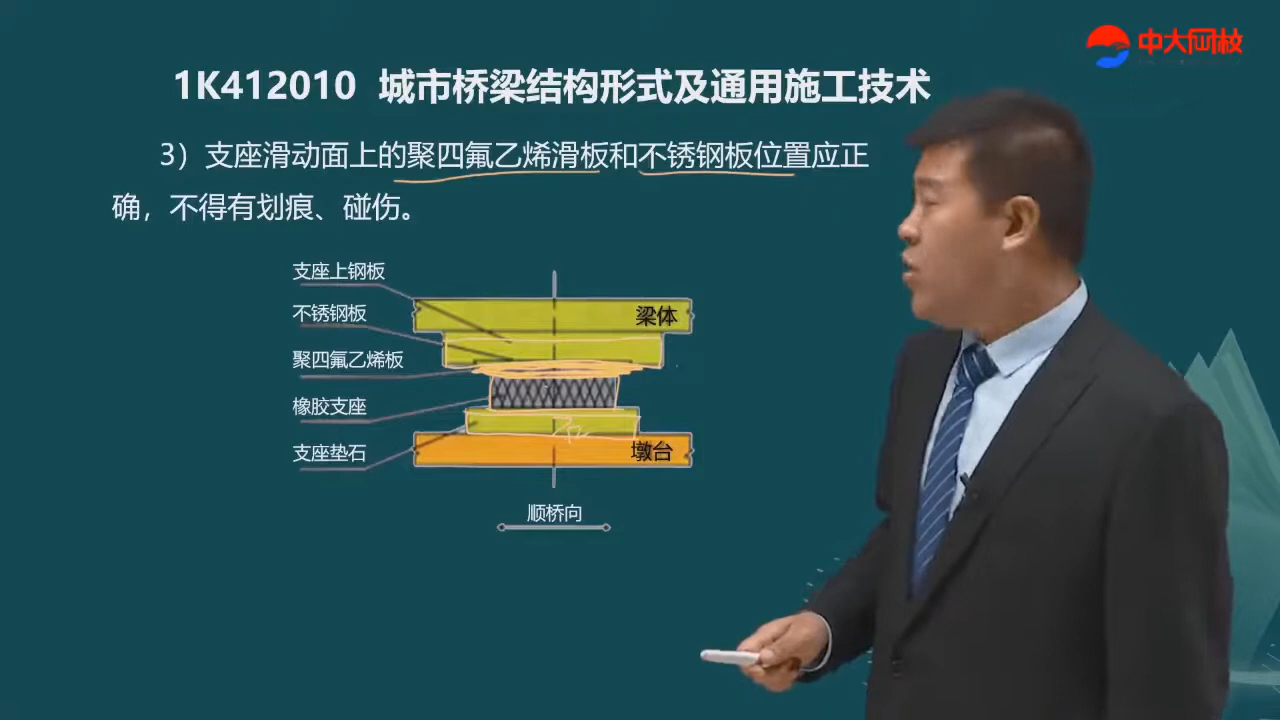 中大网校
1K412010 城市桥梁结构形式及通用施工技术
3）支座滑动面上的聚四氟乙烯滑板和不锈钢板位置应正
确，不得有划痕、碰伤。
支座上钢板
不锈钢板
聚四氟乙烯板
橡胶支座
支座垫石
梁体
墩台
顺桥向